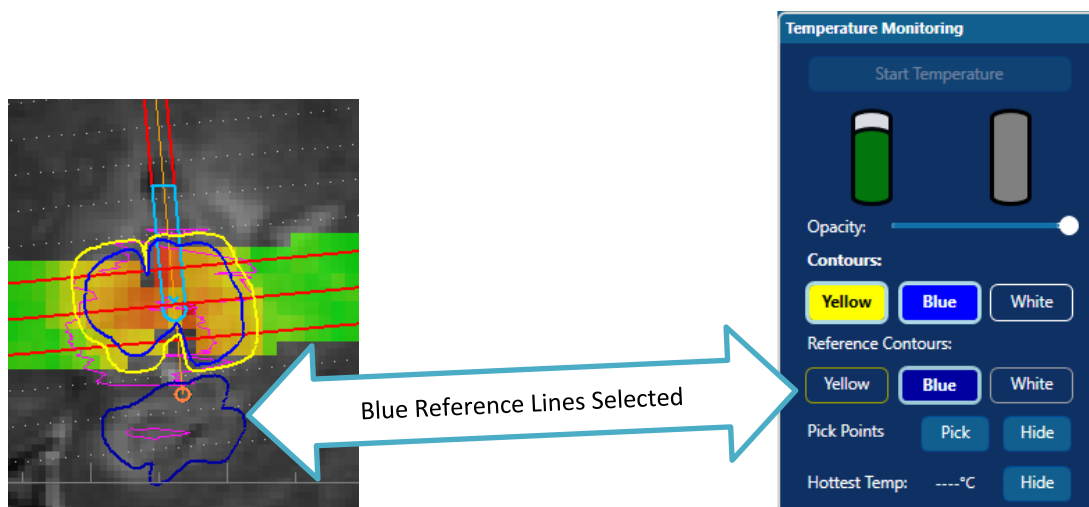 Temperature Monitoring
Start Temperature
Opacity:
Contours:
Yellow Blue White
Reference Contours:
Yellow Blue White
Pick Points Pick Hide
Hottest Temp: ----°C Hide
Blue Reference Lines Selected